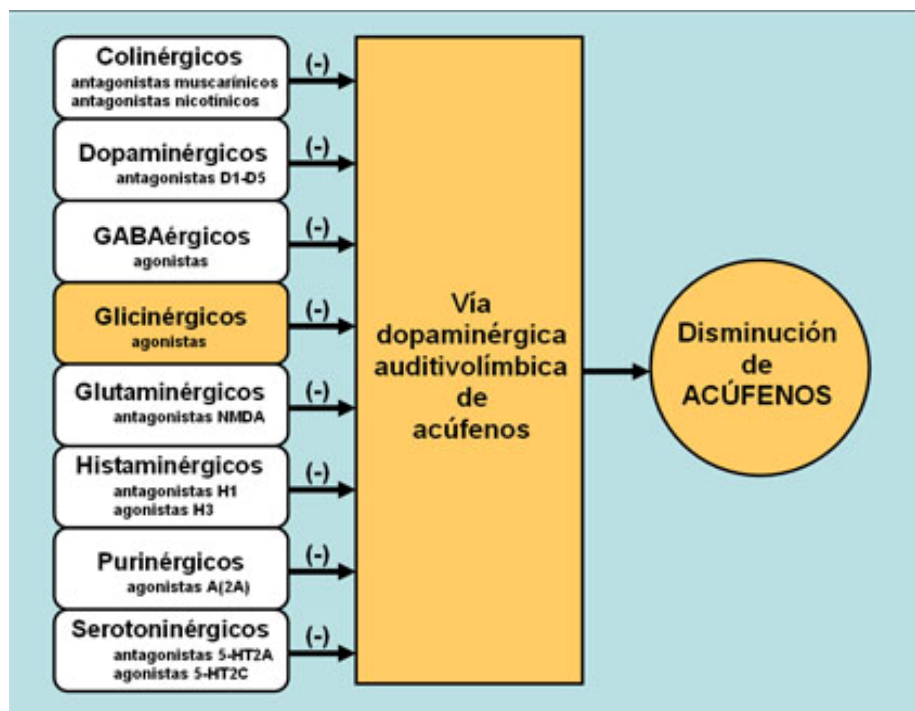 Colinérgicos
antagonistas muscarínicos
antagonistas nicotínicos
(-)
Dopaminérgicos
antagonistas D1-D5
(-)
GABAérgicos
agonistas
(-)
Glicinérgicos
agonistas
(-)
Glutaminérgicos
antagonistas NMDA
(-)
Histaminérgicos
antagonistas H1
agonistas H3
(-)
Purinérgicos
agonistas A(2A)
(-)
Serotoninérgicos
antagonistas 5-HT2A
agonistas 5-HT2C
(-)
Vía
dopaminérgica
auditivolímbica
de
acúfenos
Disminución
de
ACÚFENOS